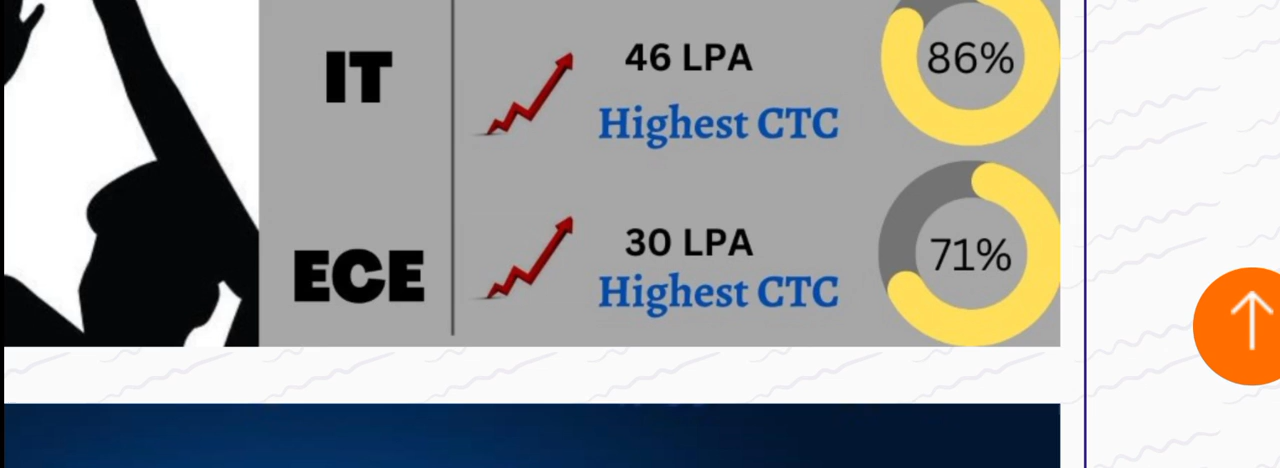 IT
46 LPA
Highest CTC
86%
ECE
30 LPA
Highest CTC
71%